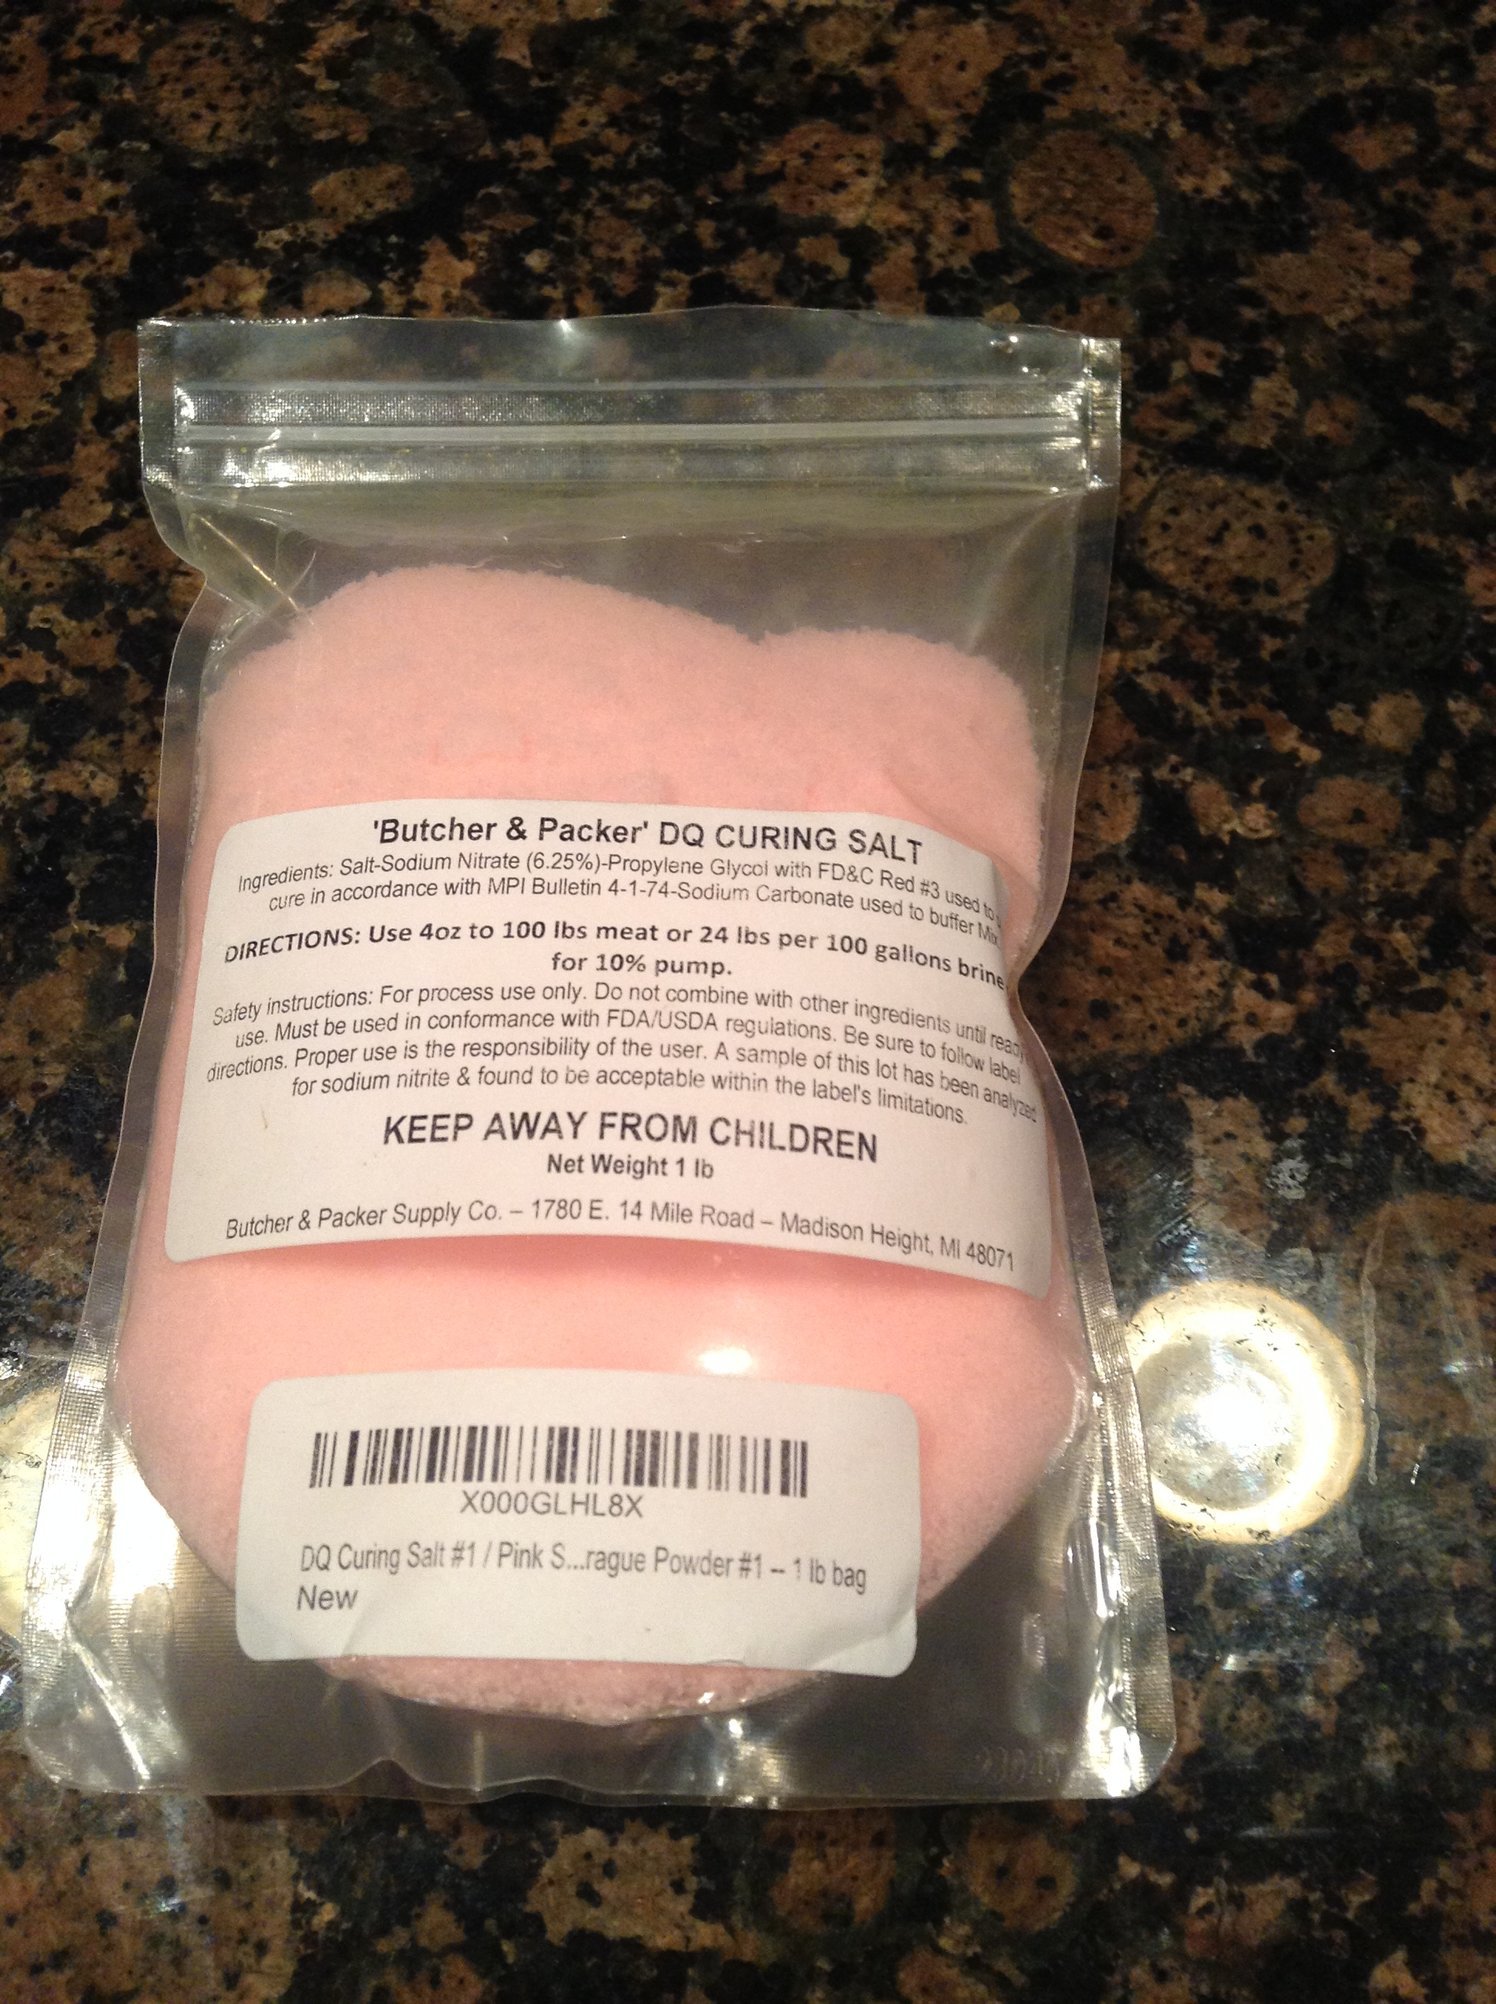 'Butcher & Packer' DQ CURING SALT
Ingredients: Salt-Sodium Nitrate (6.25%)-Propylene Glycol with FD&C Red #3 used to
cure in accordance with MPI Bulletin 4-1-74-Sodium Carbonate used to buffer Mix
DIRECTIONS: Use 4oz to 100 lbs meat or 24 lbs per 100 gallons brine
for 10% pump.
Safety instructions: For process use only. Do not combine with other ingredients until ready
use. Must be used in conformance with FDA/USDA regulations. Be sure to follow label
directions. Proper use is the responsibility of the user. A sample of this lot has been analyzed
for sodium nitrite & found to be acceptable within the label's limitations.
KEEP AWAY FROM CHILDREN
Net Weight 1 lb
Butcher & Packer Supply Co. – 1780 E. 14 Mile Road – Madison Height, MI 48071
X000GLHL8X
DQ Curing Salt #1 / Pink S...rague Powder #1 -- 1 lb bag
New